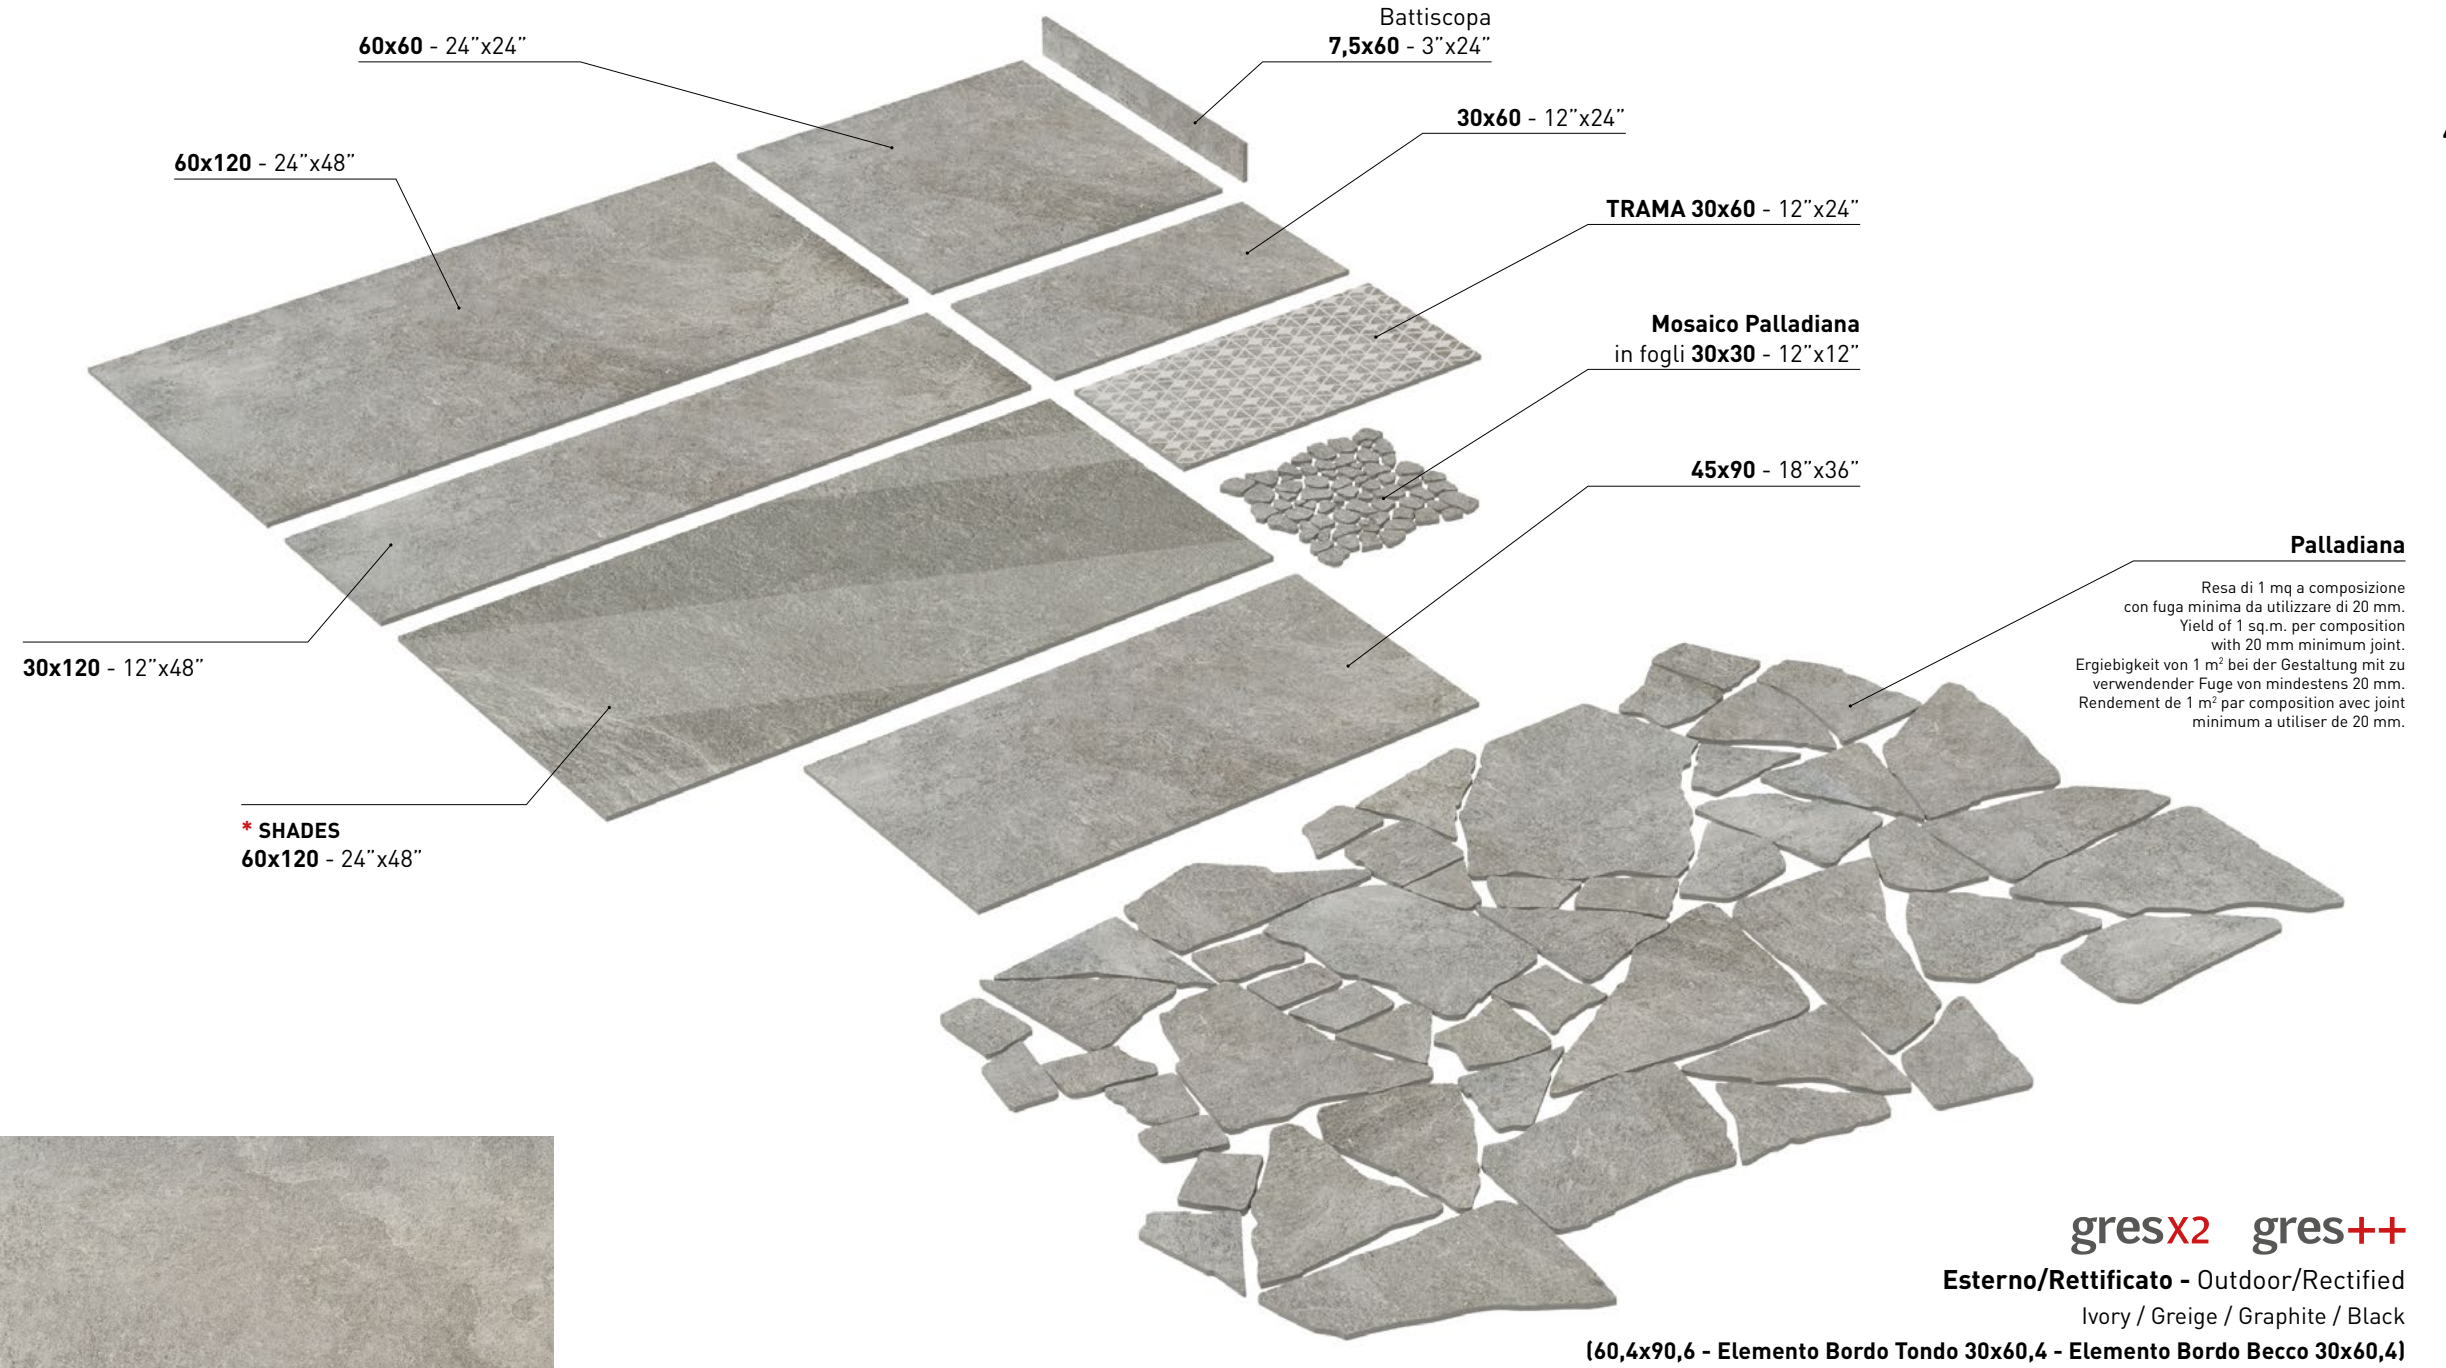 Battiscopa
7,5x60 - 3”x24”
60x60 - 24”x24”
30x60 - 12”x24”
60x120 - 24”x48”
TRAMA 30x60 - 12”x24”
Mosaico Palladiana
in fogli 30x30 - 12”x12”
45x90 - 18”x36”
Palladiana
Resa di 1 mq a composizione
con fuga minima da utilizzare di 20 mm.
Yield of 1 sq.m. per composition
with 20 mm minimum joint.
Ergiebigkeit von 1 m² bei der Gestaltung mit zu
verwendender Fuge von mindestens 20 mm.
Rendement de 1 m² par composition avec joint
minimum a utiliser de 20 mm.
30x120 - 12”x48”
* SHADES
60x120 - 24”x48”
gresx2 gres++
Esterno/Rettificato - Outdoor/Rectified
Ivory / Greige / Graphite / Black
(60,4x90,6 - Elemento Bordo Tondo 30x60,4 - Elemento Bordo Becco 30x60,4)